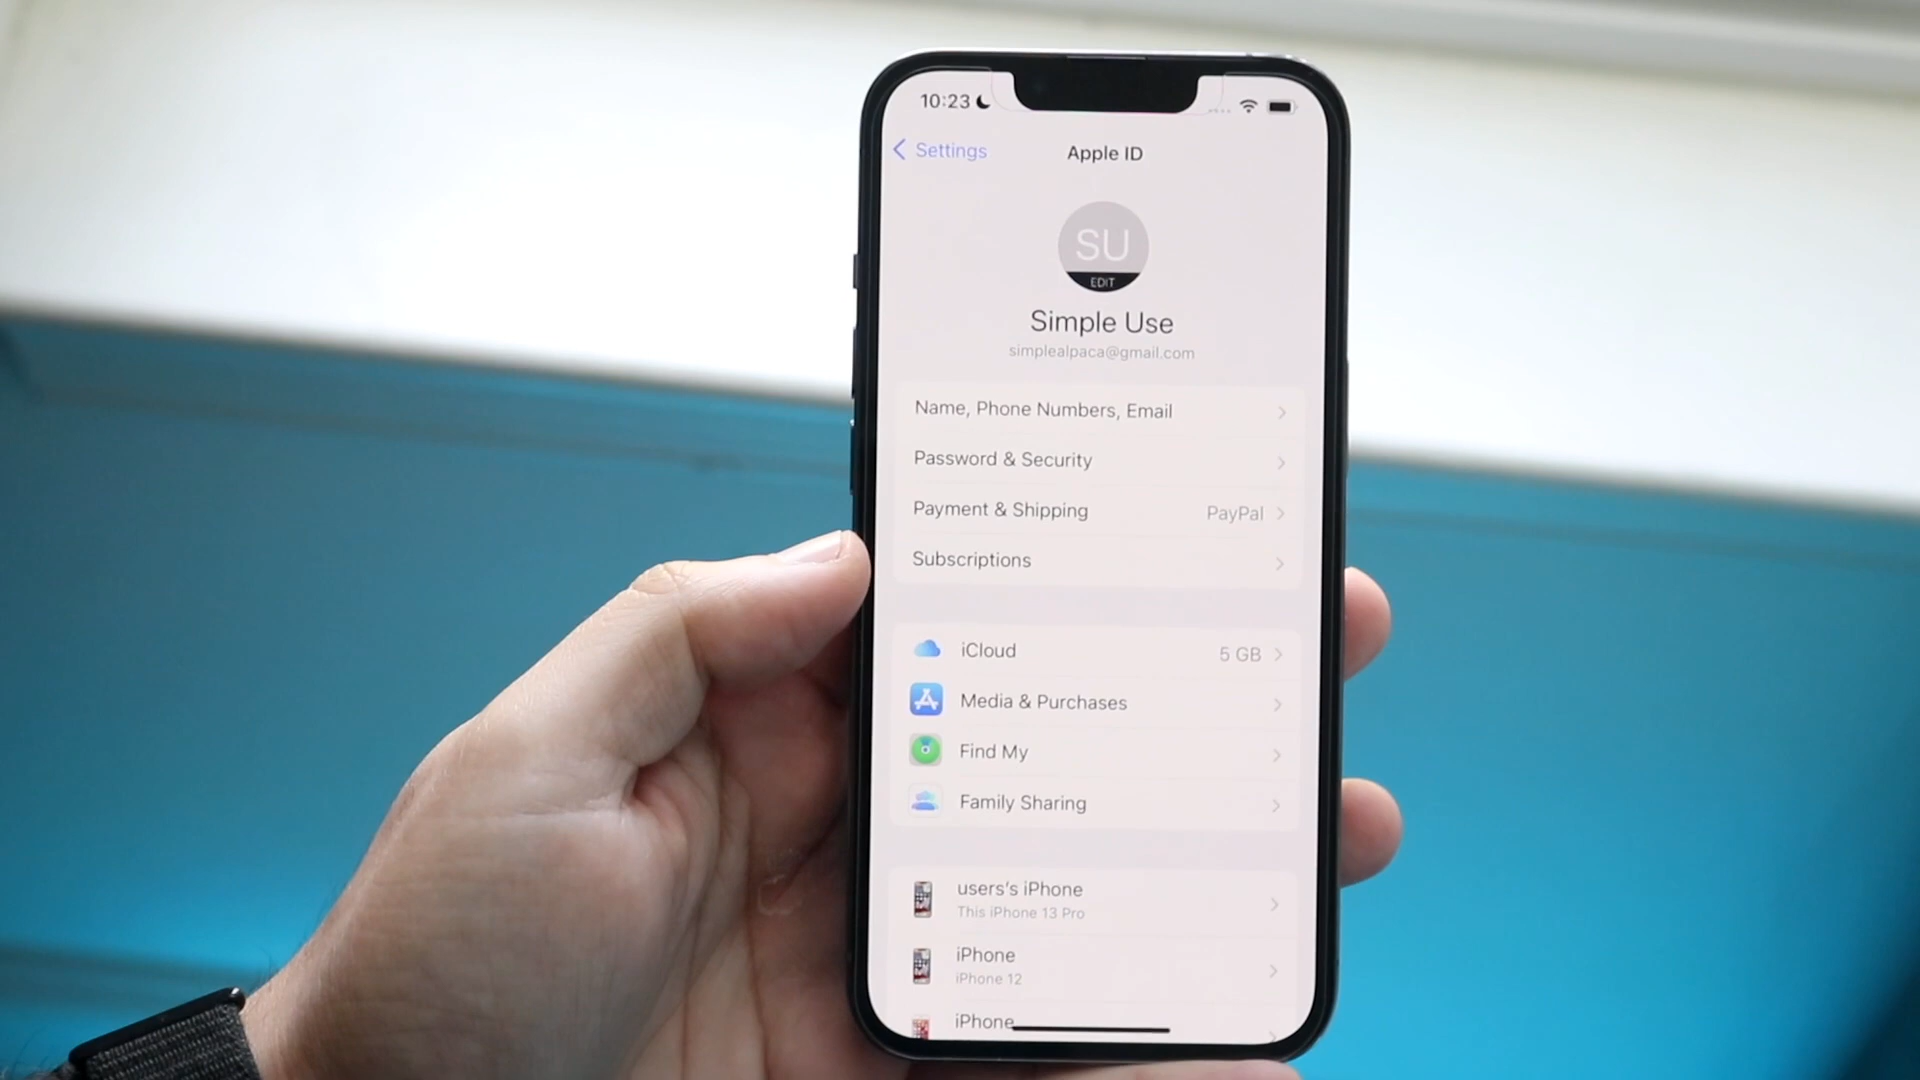 10:23
Settings
Apple ID
SU
EDIT
Simple Use
simplealpaca@gmail.com
Name, Phone Numbers, Email
Password & Security
Payment & Shipping PayPal
Subscriptions
iCloud 5 GB
Media & Purchases
Find My
Family Sharing
users's iPhone
This iPhone 13 Pro
iPhone
iPhone 12
iPhone